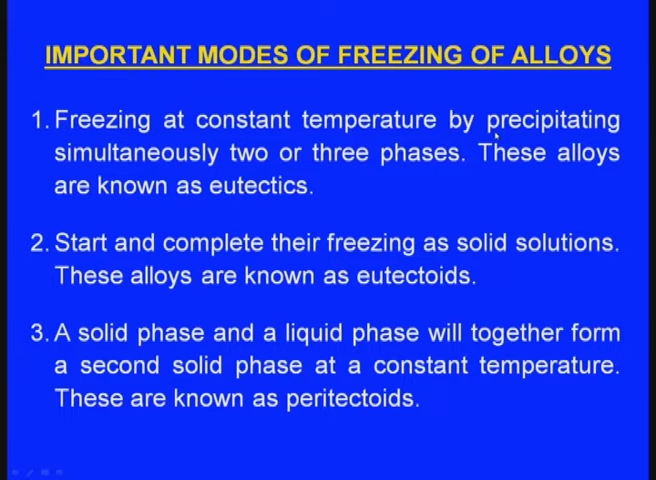 IMPORTANT MODES OF FREEZING OF ALLOYS
1. Freezing at constant temperature by precipitating
simultaneously two or three phases. These alloys
are known as eutectics.
2. Start and complete their freezing as solid solutions.
These alloys are known as eutectoids.
3. A solid phase and a liquid phase will together form
a second solid phase at a constant temperature.
These are known as peritectoids.